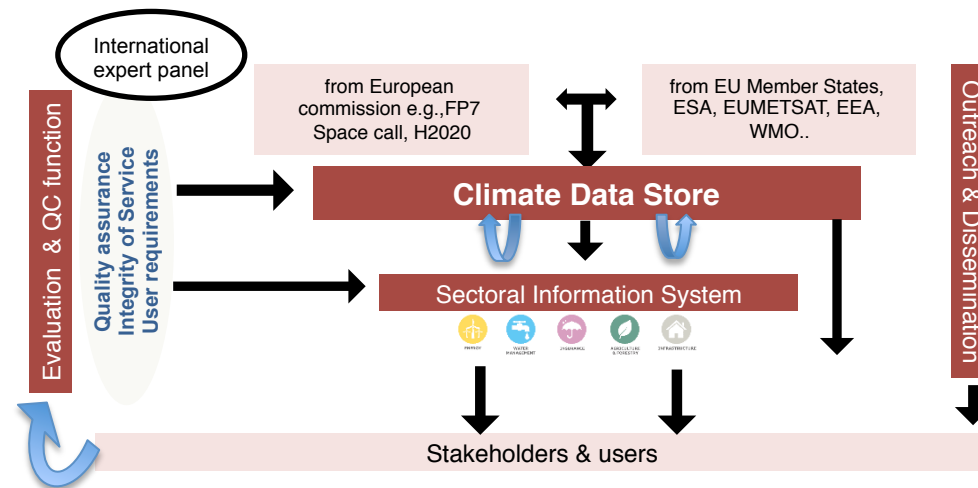 International
expert panel
from European
commission e.g.,FP7
Space call, H2020
from EU Member States,
ESA, EUMETSAT, EEA,
WMO..
Evaluation & QC function
Quality assurance
Integrity of Service
User requirements
Climate Data Store
Sectoral Information System
ENERGY
WATER
MANAGEMENT
INSURANCE
AGRICULTURE
& FORESTRY
INFRASTRUCTURE
Outreach & Dissemination
Stakeholders & users